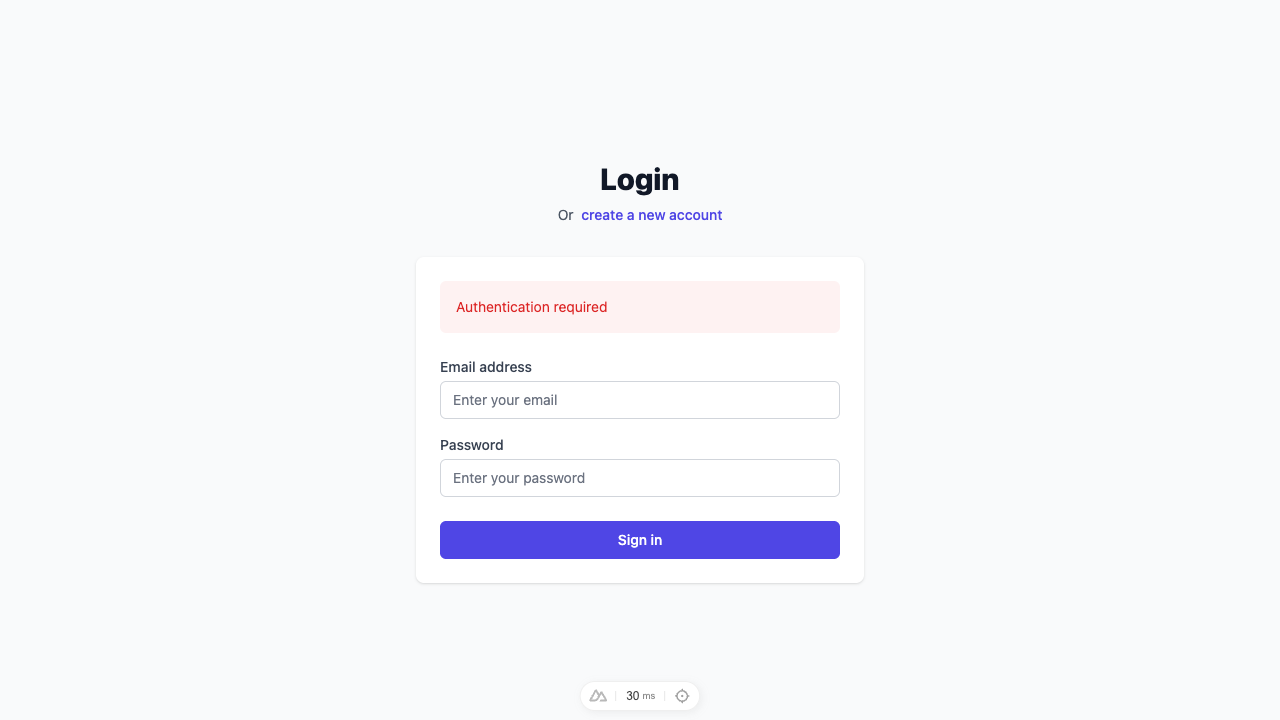 Login
Or create a new account
Authentication required
Email address
Enter your email
Password
Enter your password
Sign in
30 ms